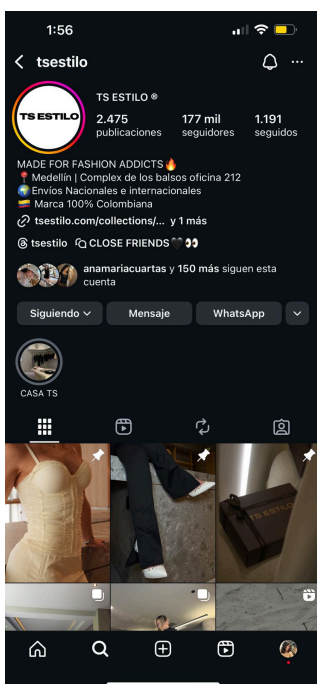 1:56
tsestilo
TS ESTILO
TS ESTILO ®
2.475
publicaciones
177 mil
seguidores
1.191
seguidos
MADE FOR FASHION ADDICTS🔥
📍 Medellín | Complex de los balsos oficina 212
🌍Envíos Nacionales e internacionales
🇨🇴 Marca 100% Colombiana
tsestilo.com/collections/... y 1 más
tsestilo CLOSE FRIENDS🖤👀
anamariacuartas y 150 más siguen esta
cuenta
Siguiendo
Mensaje
WhatsApp
CASA TS
TS ESTILO